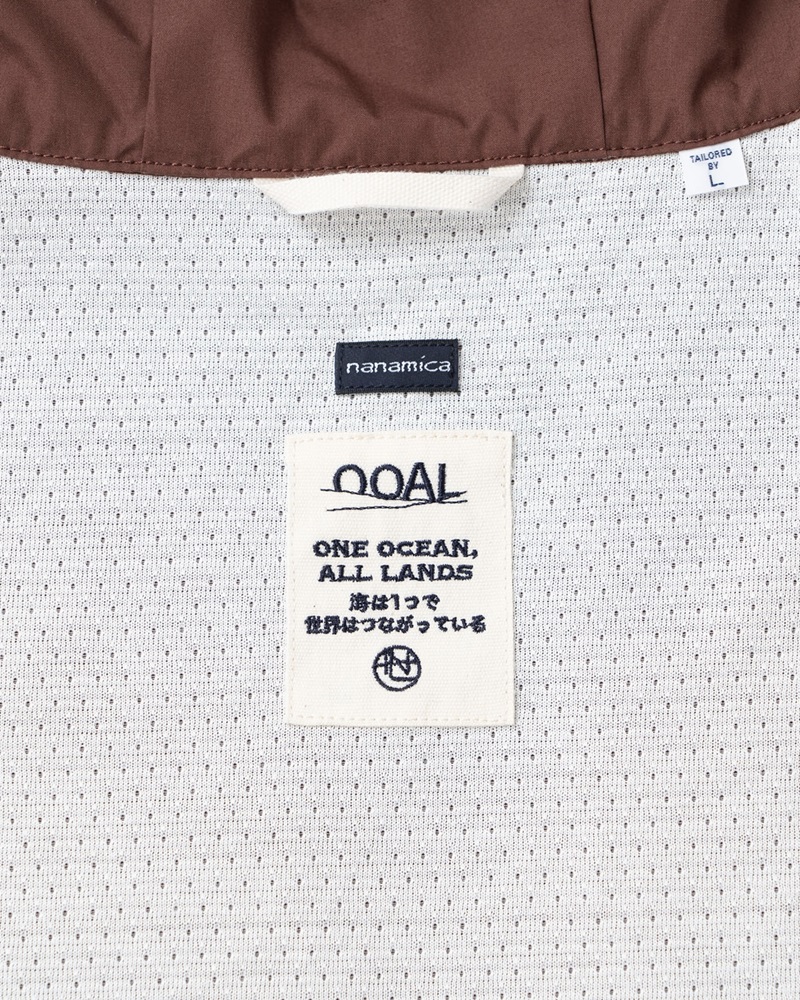 TAILORED
BY
L
nanamica
OOAL
ONE OCEAN,
ALL LANDS
海は1つで
世界はつながっている